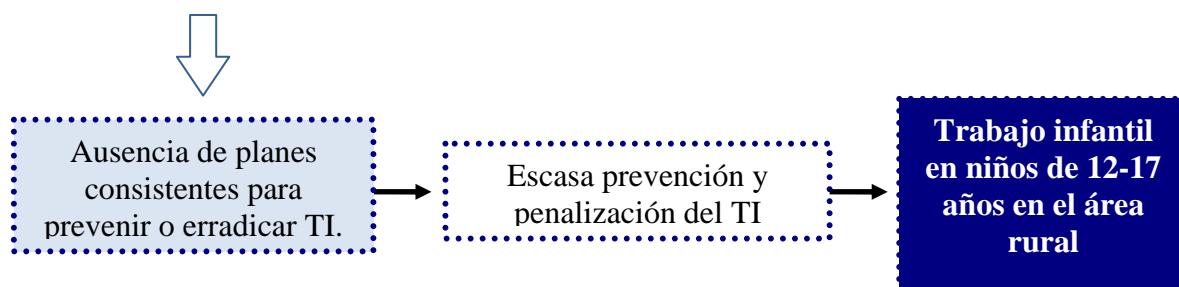 Ausencia de planes
consistentes para
prevenir o erradicar TI.
Escasa prevención y
penalización del TI
Trabajo infantil
en niños de 12-17
años en el área
rural